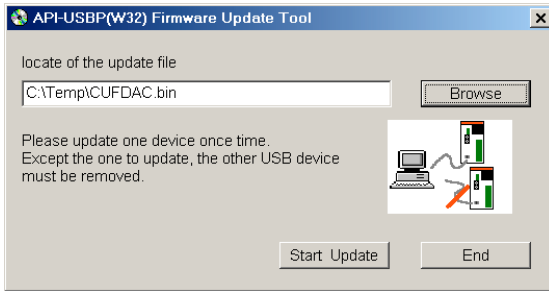 API-USBP(W32) Firmware Update Tool
locate of the update file
C:\Temp\CUFDAC.bin
Browse
Please update one device once time.
Except the one to update, the other USB device
must be removed.
Start Update
End